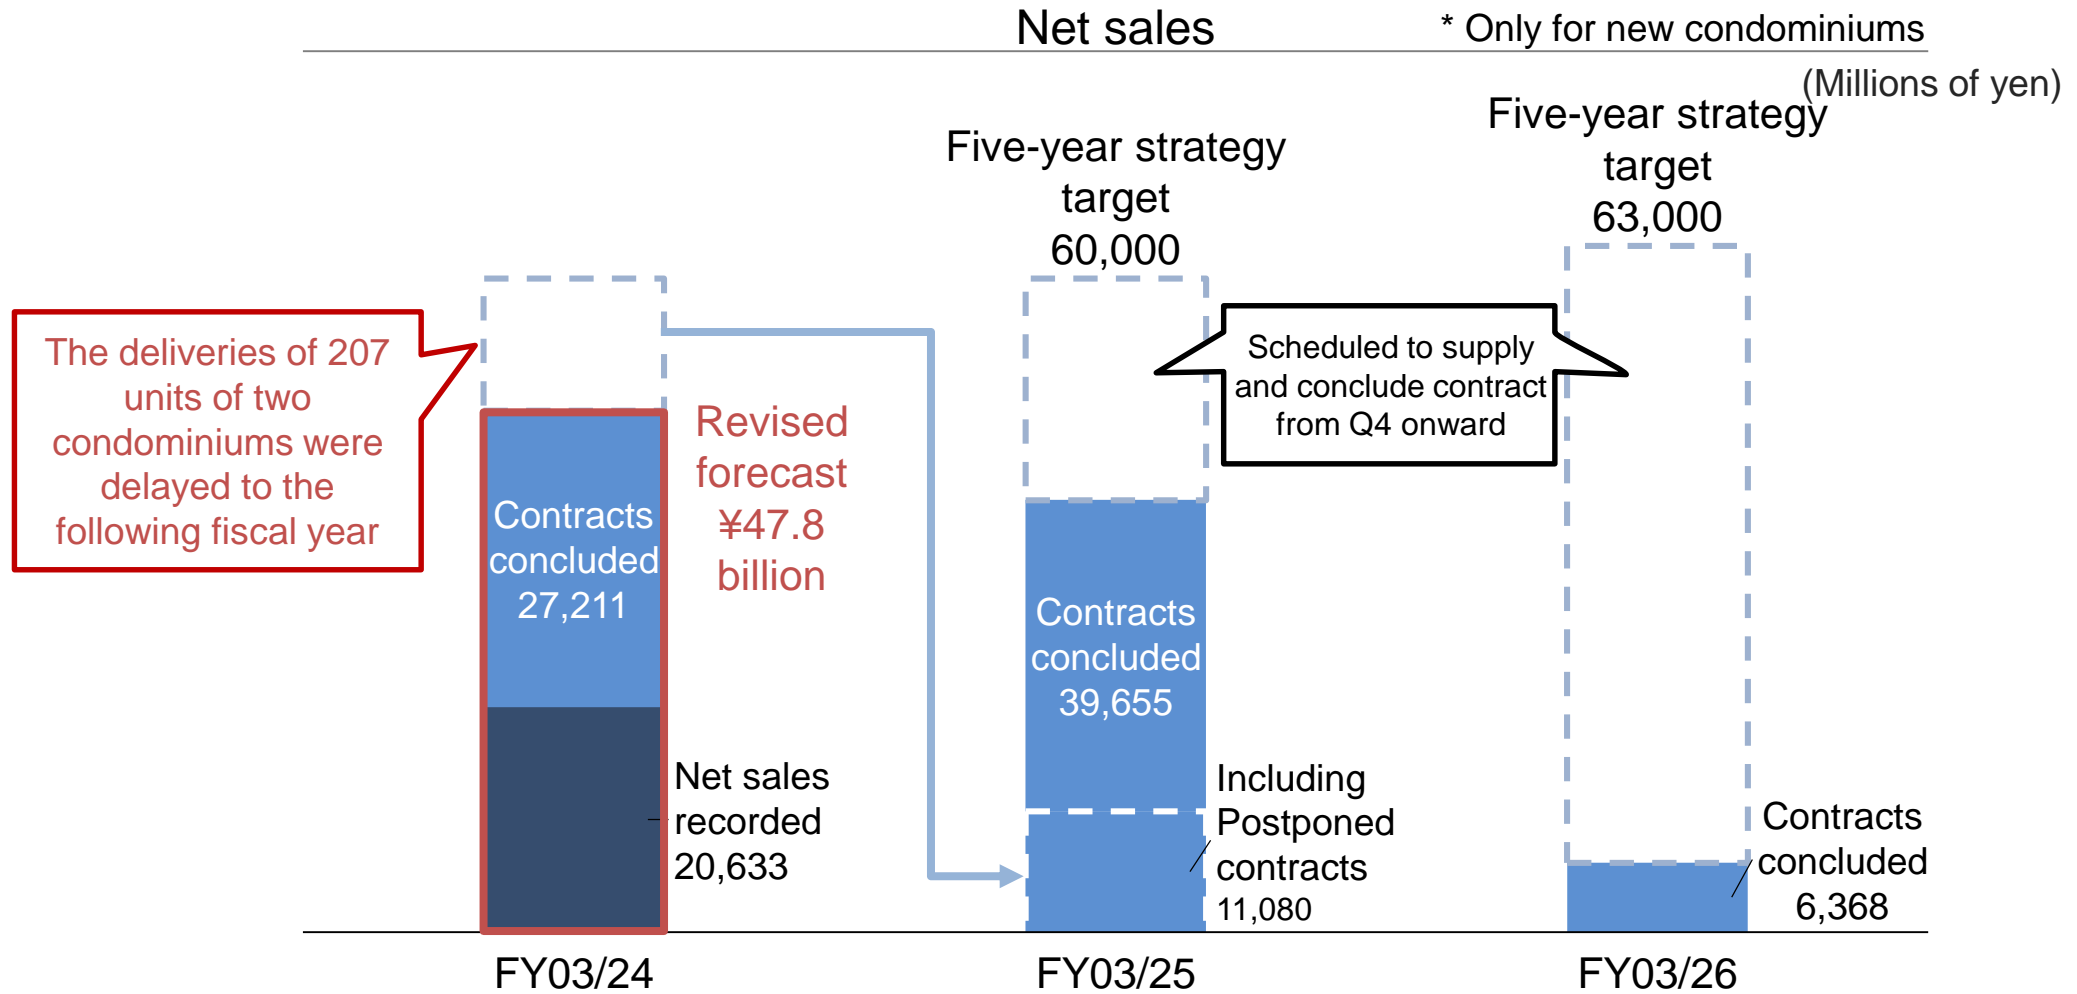 Net sales
* Only for new condominiums
(Millions of yen)
Five-year strategy
target
60,000
Five-year strategy
target
63,000
The deliveries of 207
units of two
condominiums were
delayed to the
following fiscal year
Contracts
concluded
27,211
Revised
forecast
¥47.8
billion
Net sales
recorded
20,633
Contracts
concluded
39,655
Including
Postponed
contracts
11,080
Scheduled to supply
and conclude contract
from Q4 onward
Contracts
concluded
6,368
FY03/24
FY03/25
FY03/26